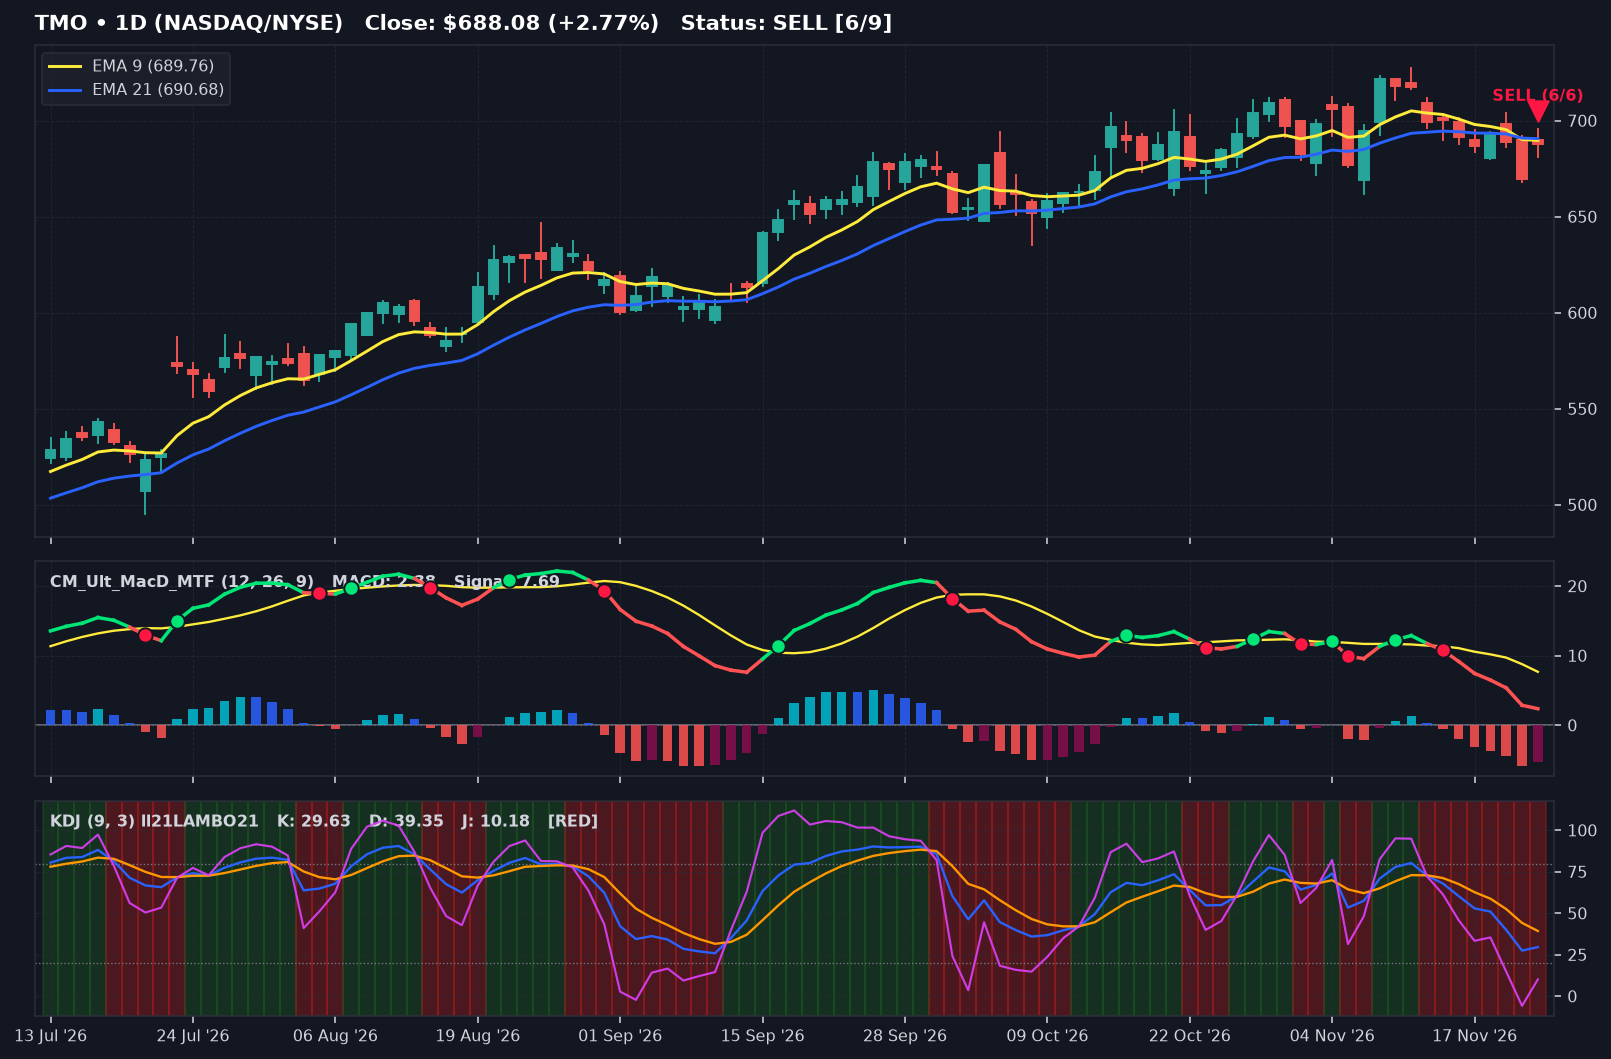 TMO • 1D (NASDAQ/NYSE)   Close: $688.08 (+2.77%)   Status: SELL [6/9]
EMA 9 (689.76)
EMA 21 (690.68)
SELL (6/6)
700
650
600
550
500
CM_Ult_MacD_MTF (12, 26, 9)   MACD: 2.38   Signal: 7.69
20
10
0
KDJ (9, 3) II21LAMBO21   K: 29.63   D: 39.35   J: 10.18   [RED]
100
75
50
25
0
13 Jul '26   24 Jul '26   06 Aug '26   19 Aug '26   01 Sep '26   15 Sep '26   28 Sep '26   09 Oct '26   22 Oct '26   04 Nov '26   17 Nov '26